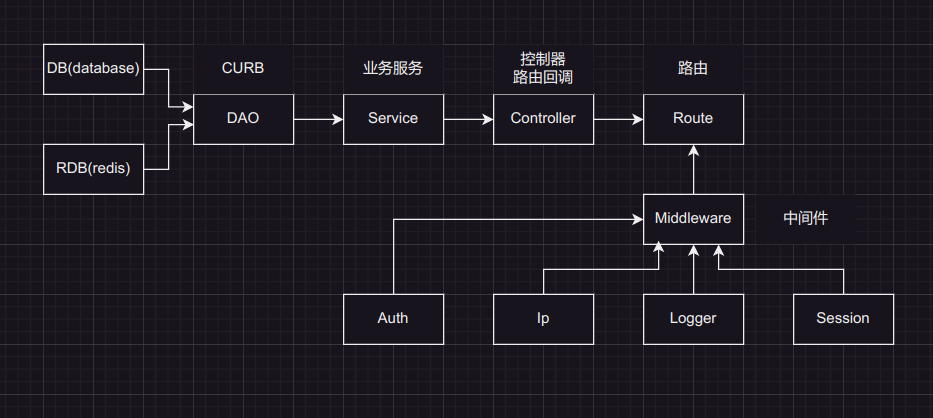 DB(database)
CURB
业务服务
控制器
路由回调
路由
DAO
Service
Controller
Route
RDB(redis)
Middleware
中间件
Auth
Ip
Logger
Session